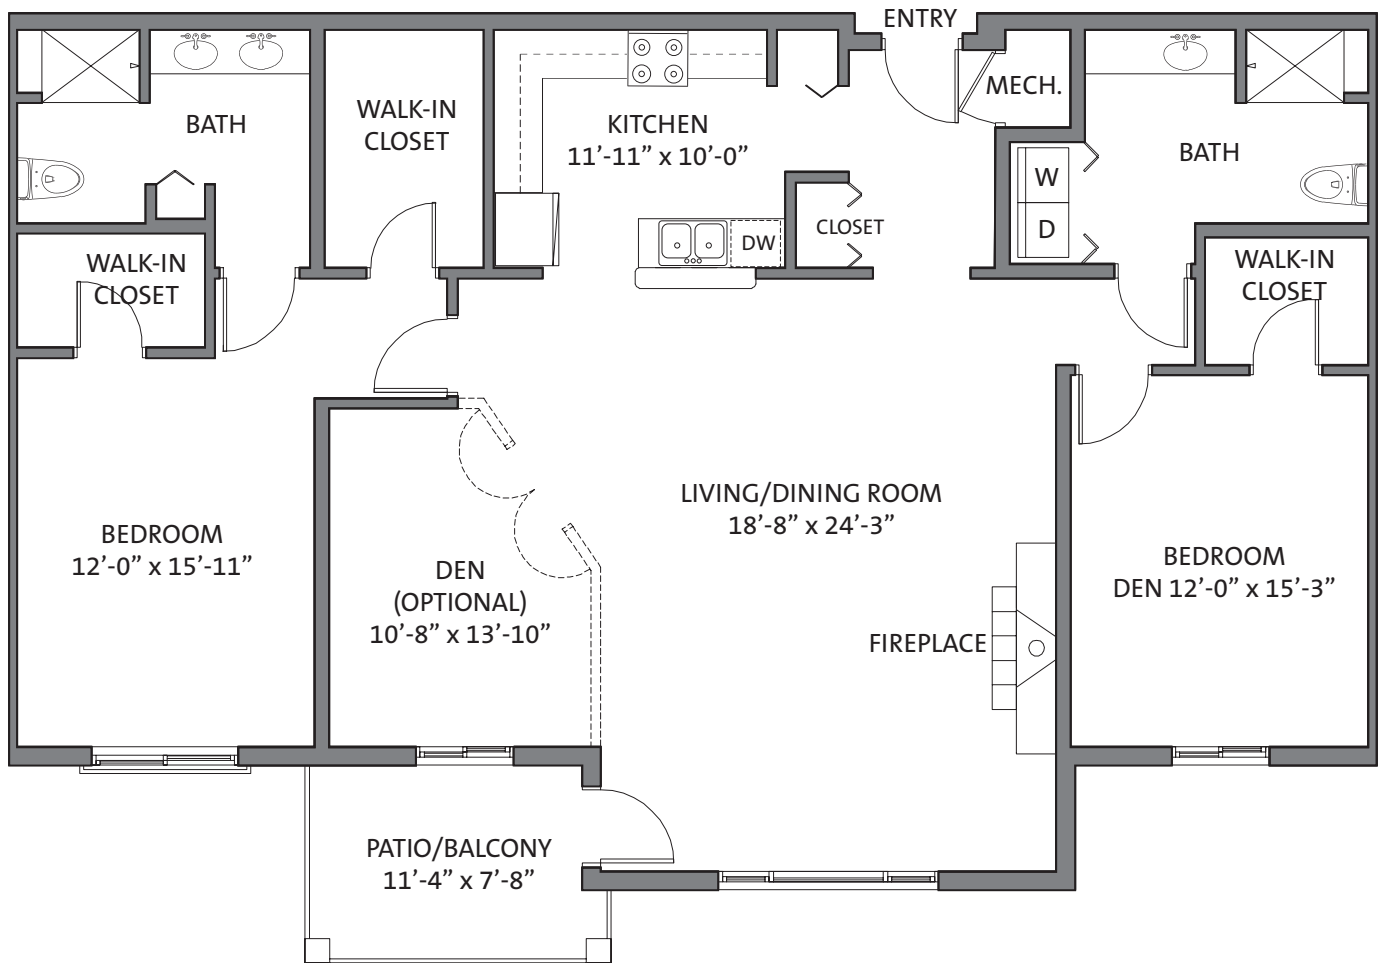 ENTRY
MECH.
WALK-IN
CLOSET
KITCHEN
11’-11” x 10’-0”
BATH
BATH
W
D
CLOSET
DW
WALK-IN
CLOSET
WALK-IN
CLOSET
LIVING/DINING ROOM
18’-8” x 24’-3”
BEDROOM
12’-0” x 15’-11”
DEN
(OPTIONAL)
10’-8” x 13’-10”
BEDROOM
DEN 12’-0” x 15’-3”
FIREPLACE
PATIO/BALCONY
11’-4” x 7’-8”